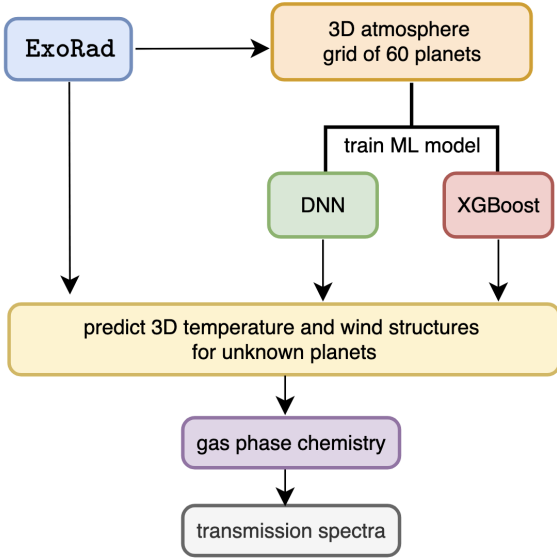 ExoRad
3D atmosphere
grid of 60 planets
train ML model
DNN
XGBoost
predict 3D temperature and wind structures
for unknown planets
gas phase chemistry
transmission spectra